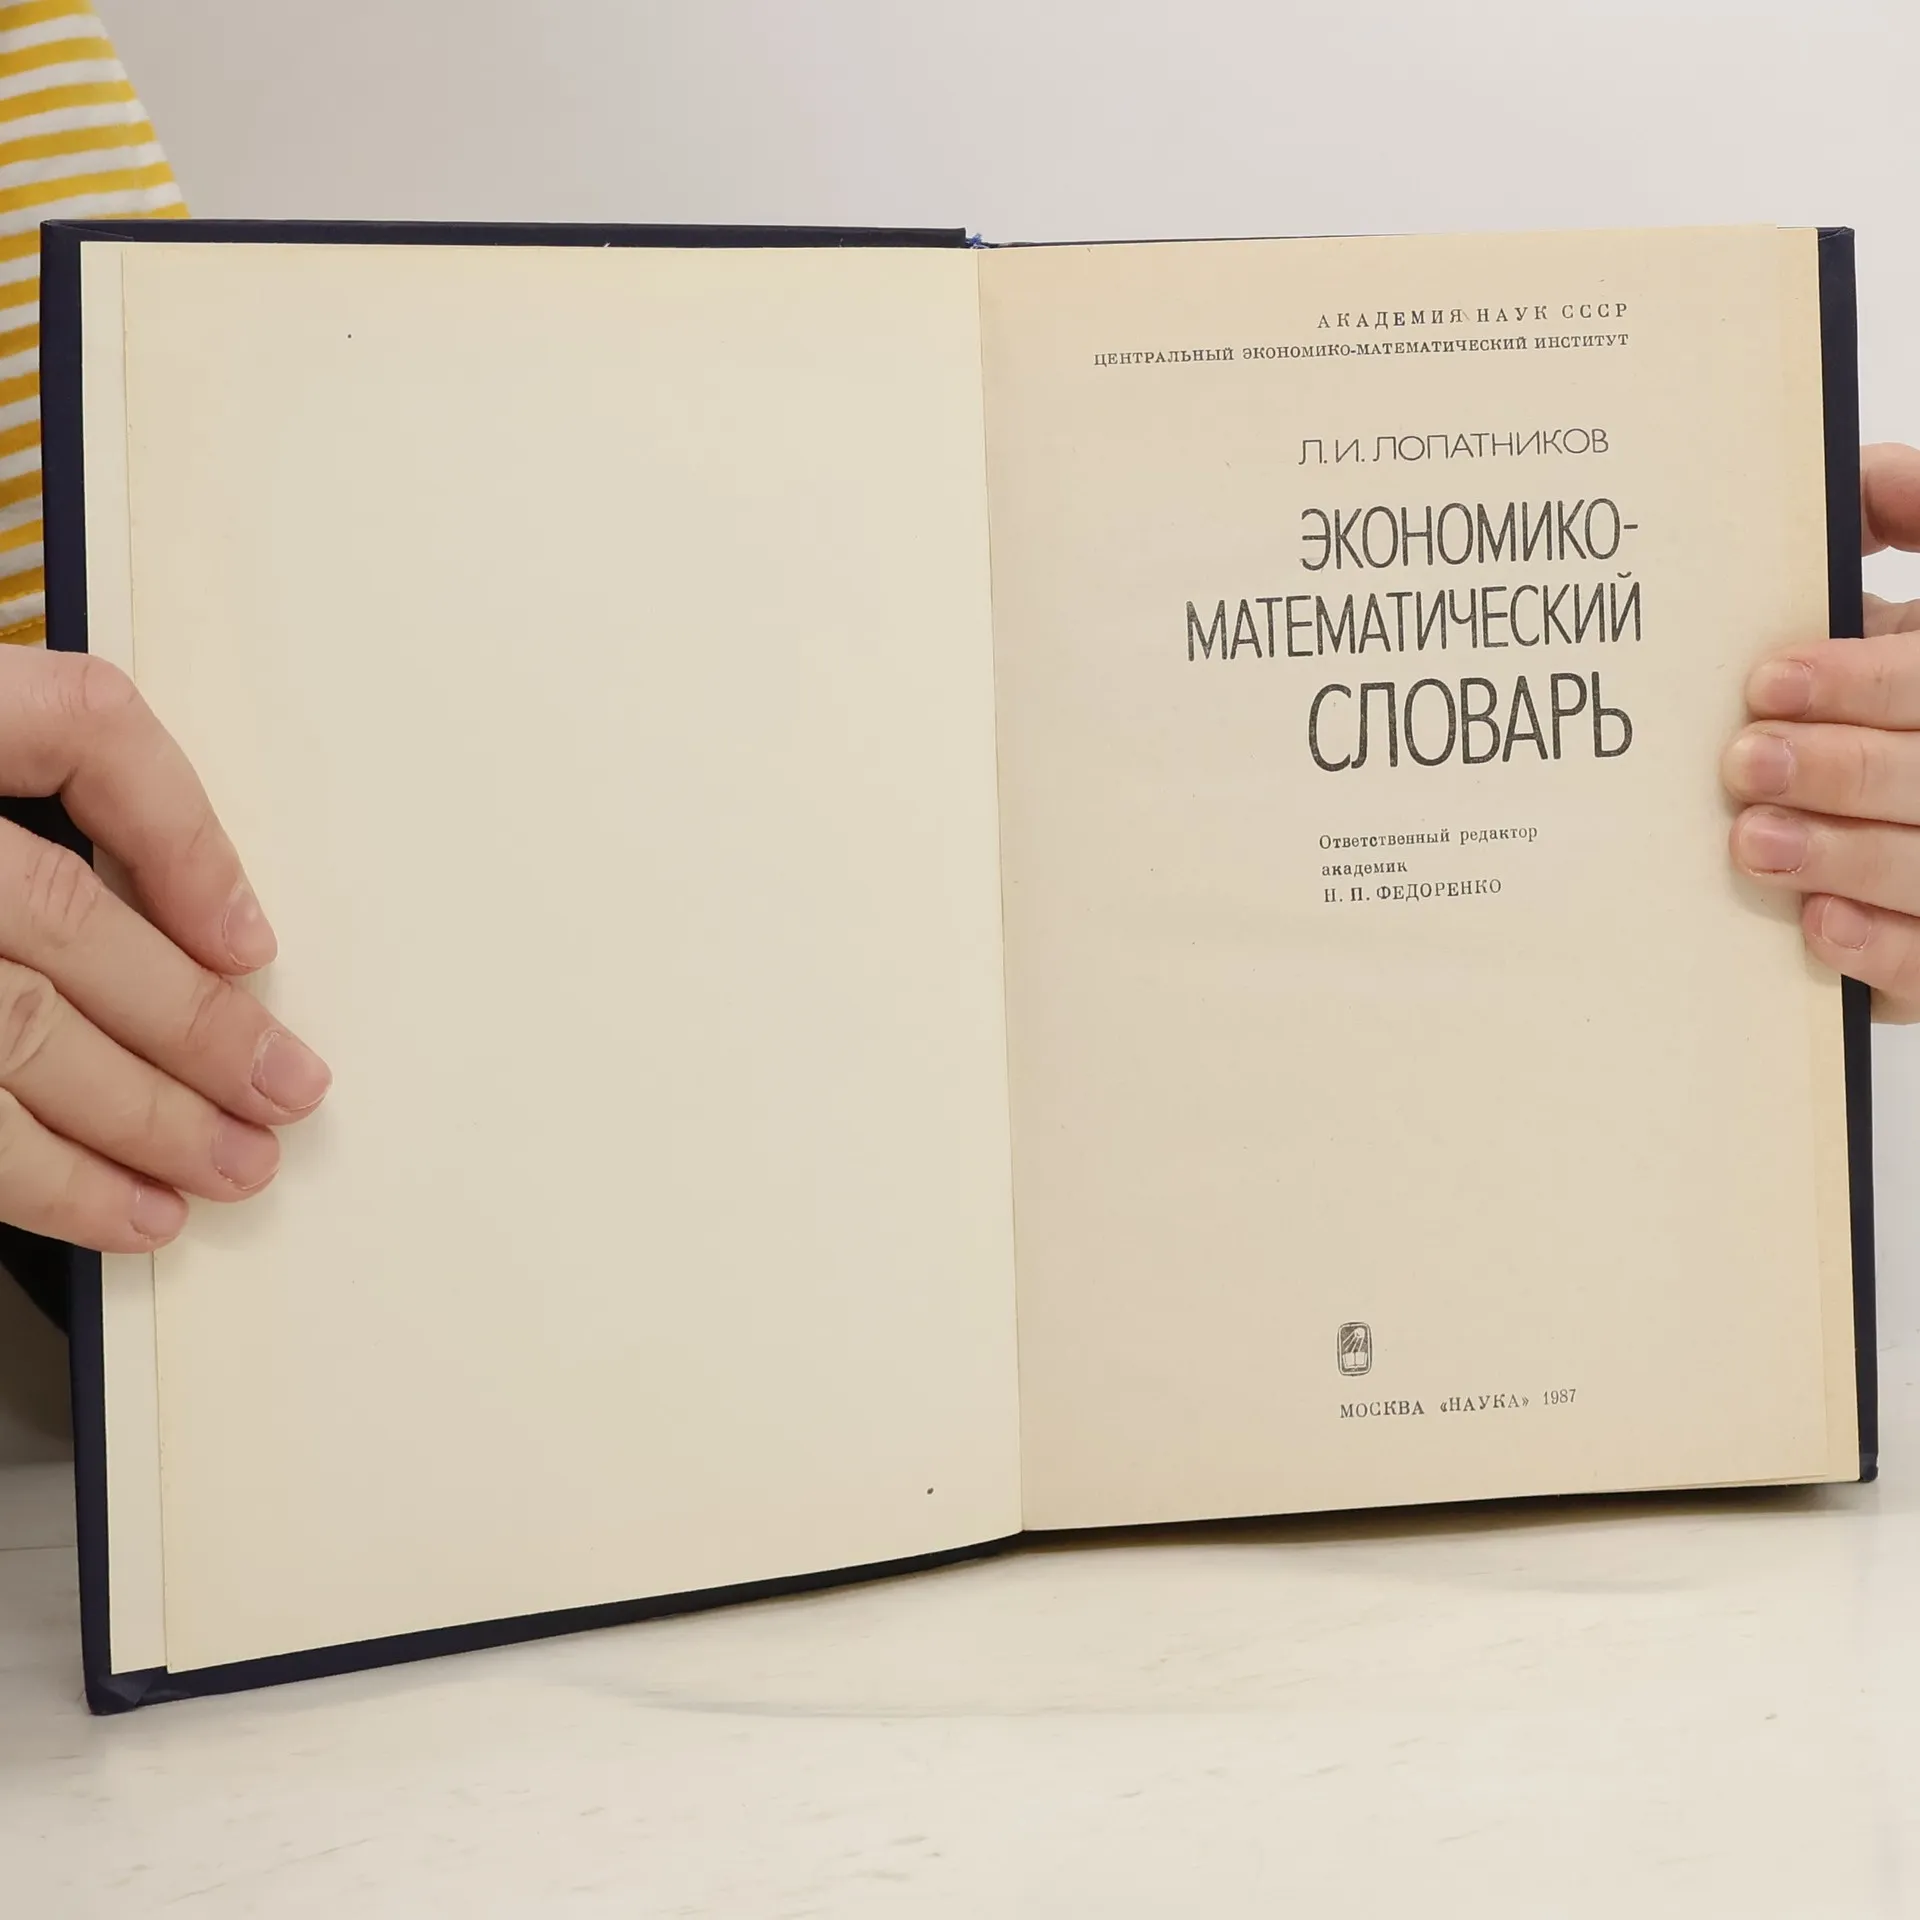 АКАДЕМИЯ НАУК СССР
ЦЕНТРАЛЬНЫЙ ЭКОНОМИКО-МАТЕМАТИЧЕСКИЙ ИНСТИТУТ
Л. И. ЛОПАТНИКОВ
ЭКОНОМИКО-
МАТЕМАТИЧЕСКИЙ
СЛОВАРЬ
Ответственный редактор
академик
Н. П. ФЕДОРЕНКО
МОСКВА «НАУКА» 1987